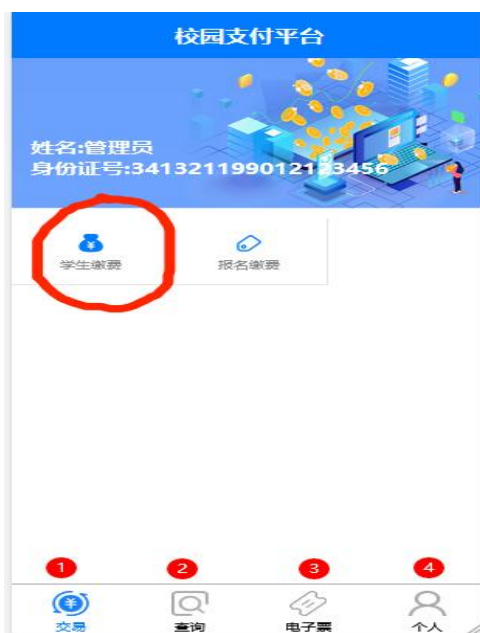 校园支付平台
姓名:管理员
身份证号:341321199012123456
学生缴费
报名缴费
1
2
3
4
交易
查询
电子票
个人